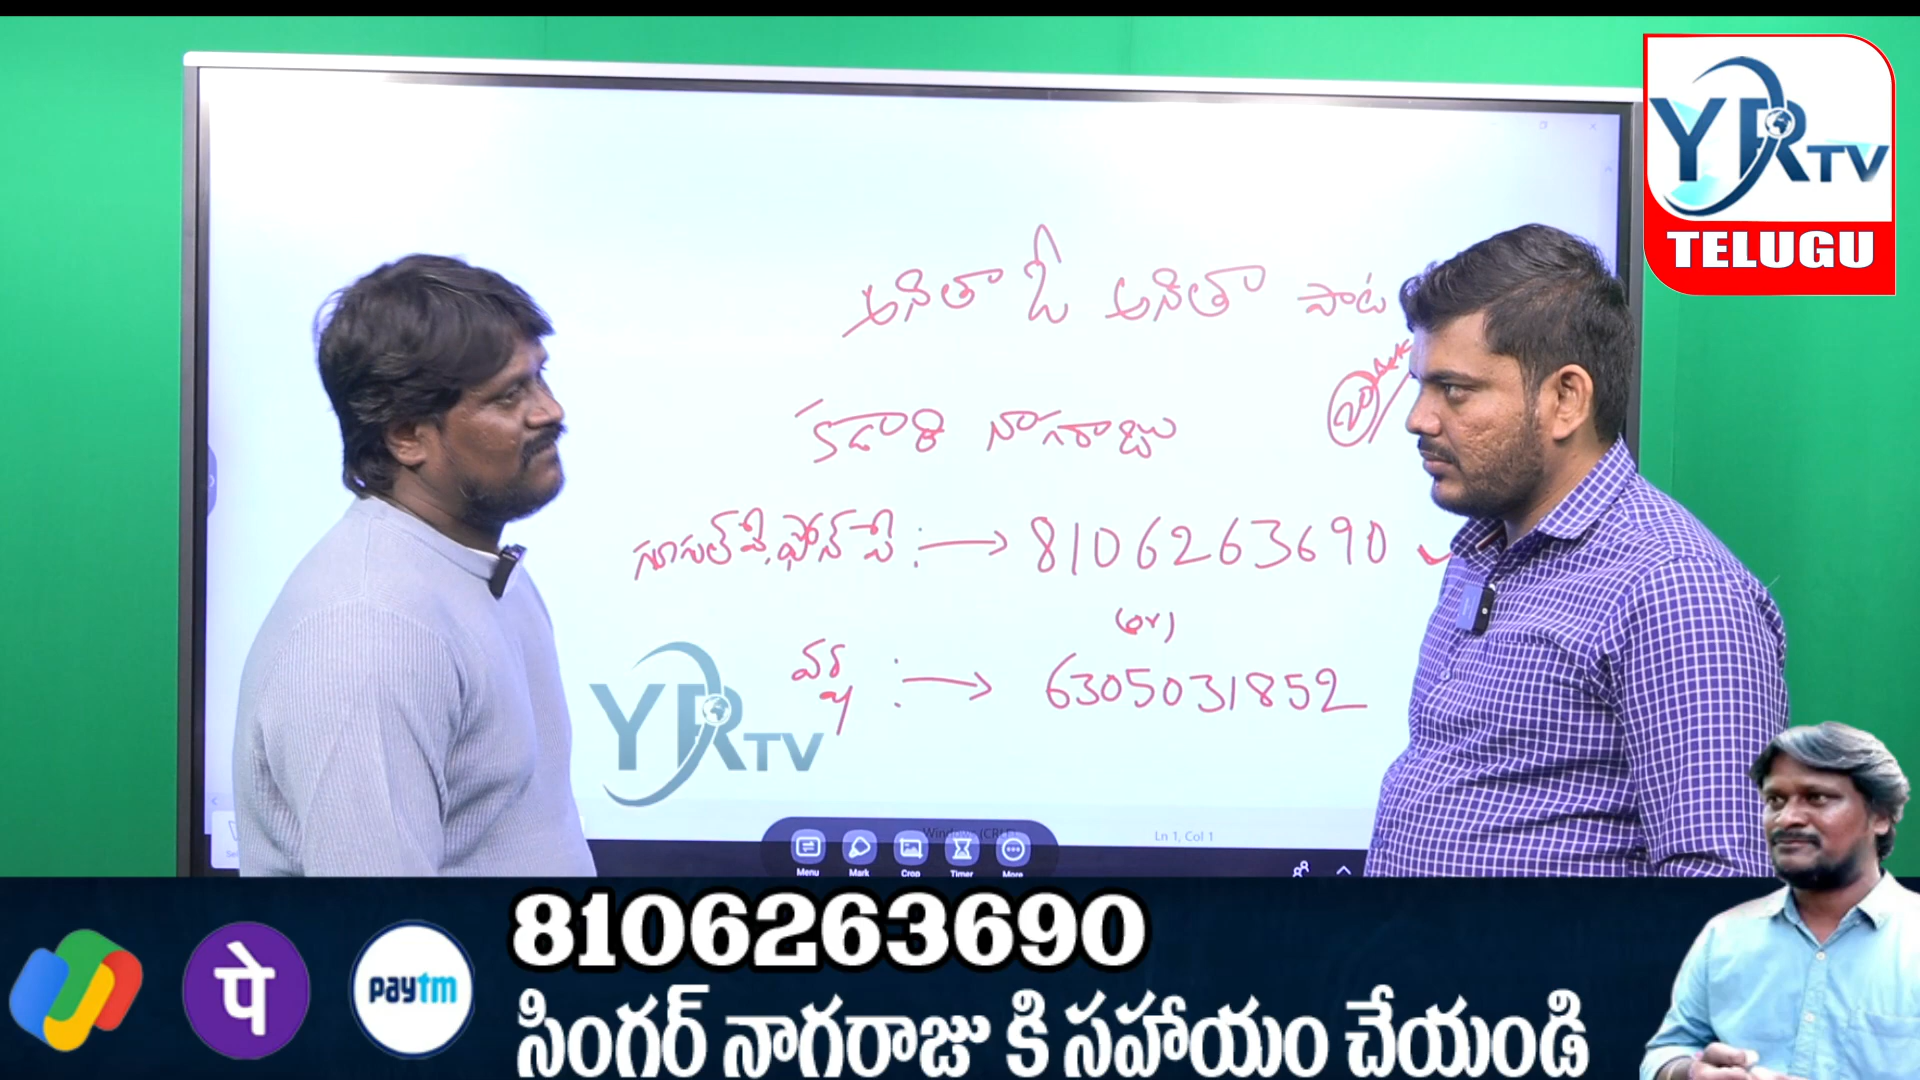 YRTV
TELUGU
అనితా ఓ అనితా పాట
కడారి నాగరాజు
గూగుల్ పే, ఫోన్ పే : → 8106263690
(or)
: → 6305031852
YRTV
Ln 1, Col 1
Menu Mark Crop Timer More
8106263690
पे
paytm
సింగర్ నాగరాజు కి సహాయం చేయండి